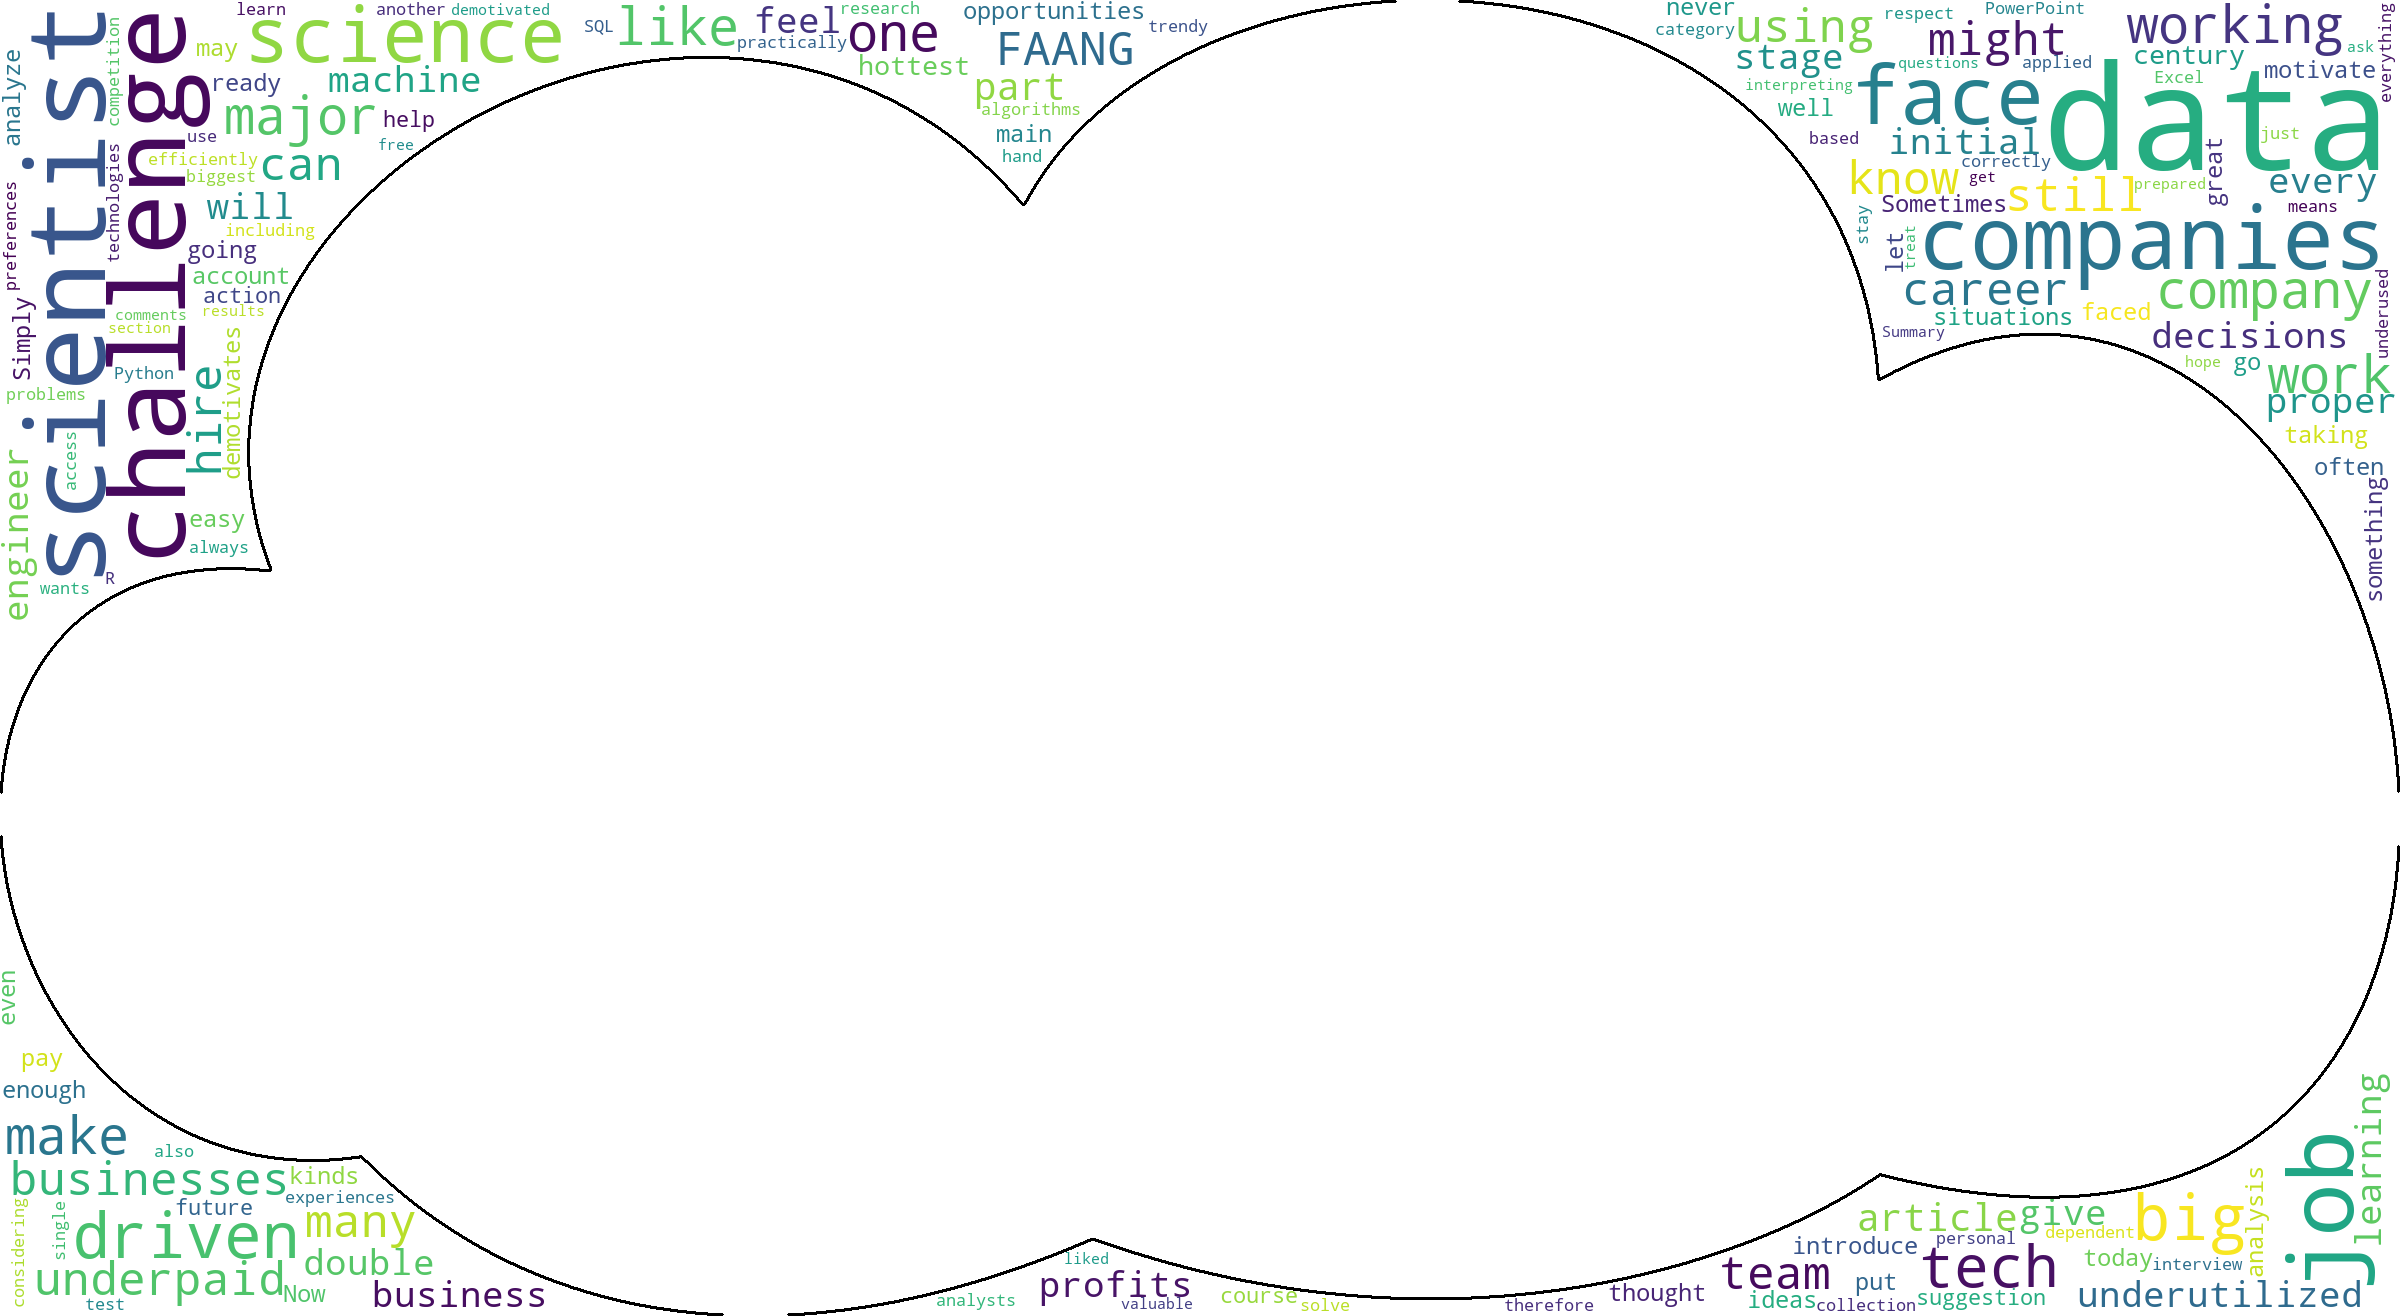 scientist
challenge
science
analyze
competition
technologies
preferences
Simply
problems
access
engineer
wants
R
learn
another
demotivated
may
ready
machine
major
help
use
free
efficiently
biggest
can
will
including
going
account
action
comments
results
section
Python
hire
demotivates
easy
always
SQL
like
practically
feel
research
one
hottest
opportunities
trendy
FAANG
part
algorithms
main
hand
never
category
using
stage
interpreting
well
based
respect
PowerPoint
might
questions
applied
working
century
Excel
ask
motivate
everything
face
data
just
initial
correctly
great
know
get
still
prepared
every
Sometimes
means
stay
let
treat
companies
career
company
situations
faced
underused
Summary
decisions
hope
go
work
proper
taking
often
something
even
pay
enough
make
also
businesses
kinds
experiences
considering
single
future
driven
many
double
underpaid
Now
test
business
liked
profits
analysts
valuable
course
solve
therefore
thought
article
give
introduce
personal
dependent
big
analysis
job
learning
team
put
tech
today
interview
ideas
collection
suggestion
underutilized